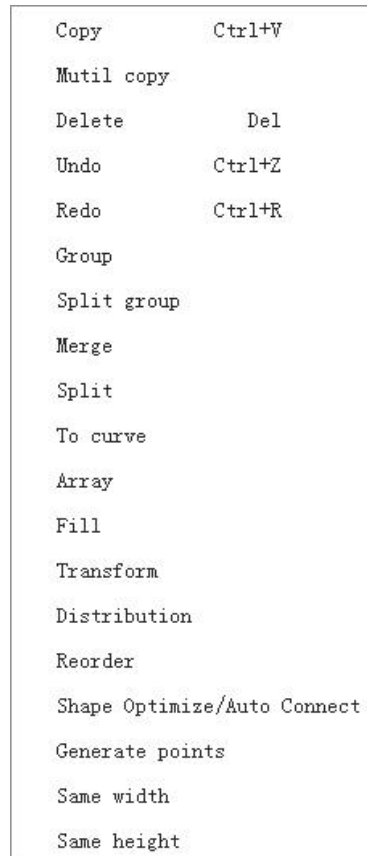 Copy Ctrl+V
Mutil copy
Delete Del
Undo Ctrl+Z
Redo Ctrl+R
Group
Split group
Merge
Split
To curve
Array
Fill
Transform
Distribution
Reorder
Shape Optimize/Auto Connect
Generate points
Same width
Same height